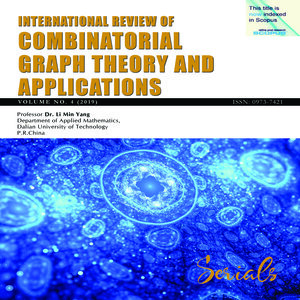 This title is
now indexed
in Scopus
SCOPUS
INTERNATIONAL REVIEW OF
COMBINATORIAL
GRAPH THEORY AND
APPLICATIONS
VOLUME NO. 4 (2019)
ISSN: 0973-7421
Professor Dr. Li Min Yang
Department of Applied Mathematics,
Dalian University of Technology
P.R.China
Serials